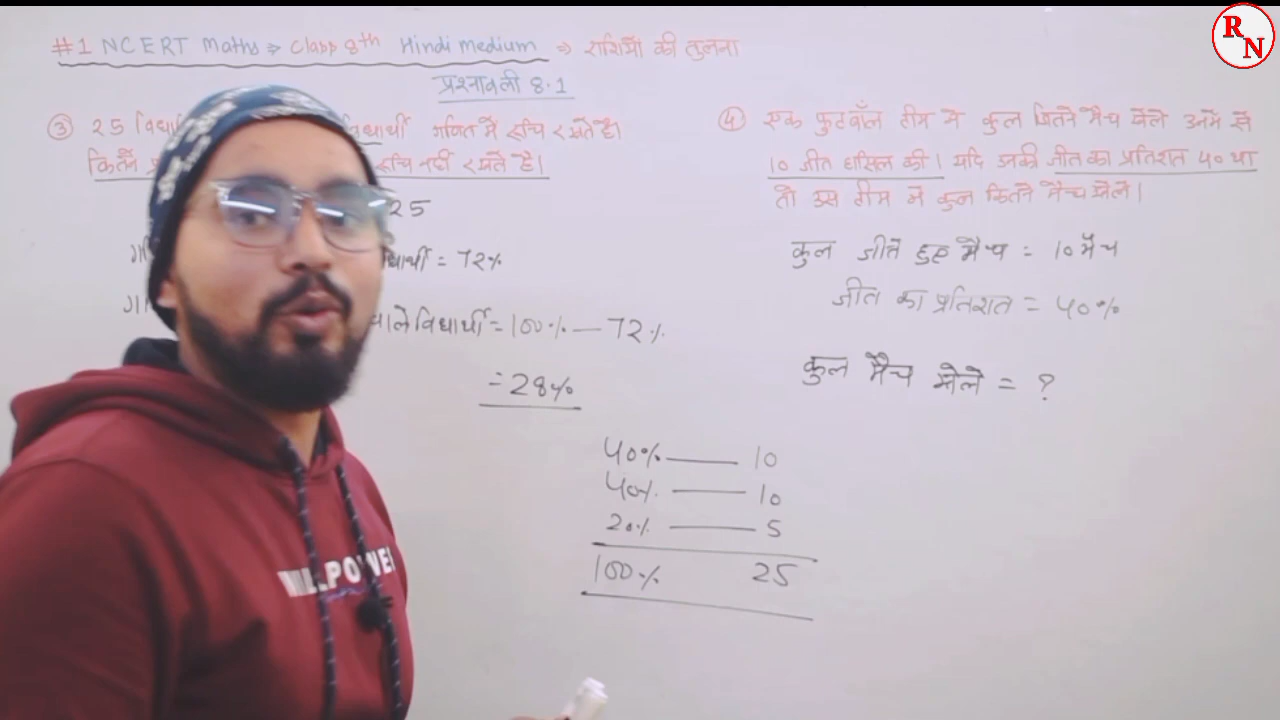 #1 NCERT Maths ⇒ Class 8th Hindi medium ⇒ राशियों की तुलना
प्रश्नावली 8.1
③ 25 विद्यार्थी गणित में रूचि रखते है।
कितने रूचि नहीं रखते है।
25
विद्यार्थी = 72%
वाले विद्यार्थी = 100% — 72%
= 28%
④ एक फुटबॉल टीम ने कुल जितने मैच खेले उनमें से
10 जीत हासिल की। यदि उनकी जीत का प्रतिशत 40 था
तो उस टीम ने कुल कितने मैच खेले।
कुल जीते हुए मैच = 10 मैच
जीत का प्रतिशत = 40%
कुल मैच खेले = ?
40% — 10
40% — 10
20% — 5
100% 25
RN